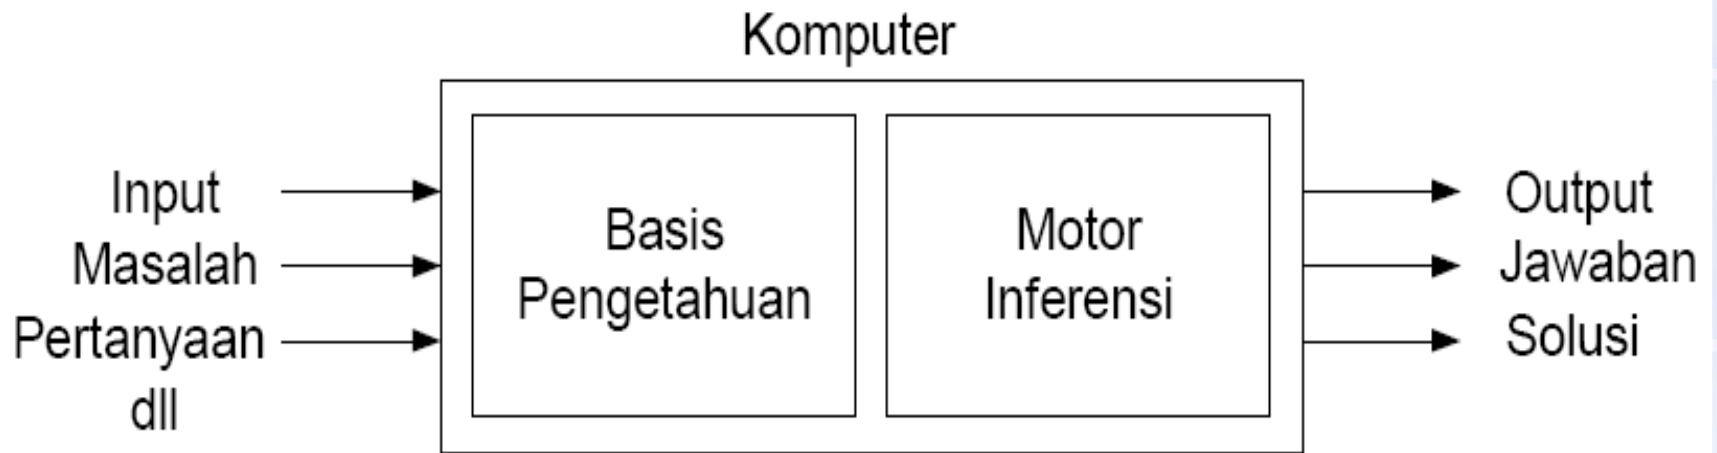 Komputer
Input
Masalah
Pertanyaan
dll
Basis
Pengetahuan
Motor
Inferensi
Output
Jawaban
Solusi